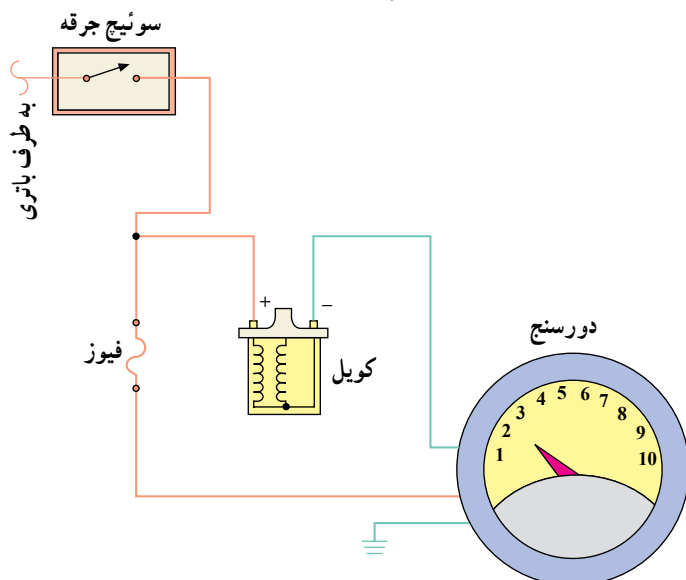 سوئیچ جرقه
به طرف باتری
+ −
فیوز
کویل
دورسنج
1 2 3 4 5 6 7 8 9 10